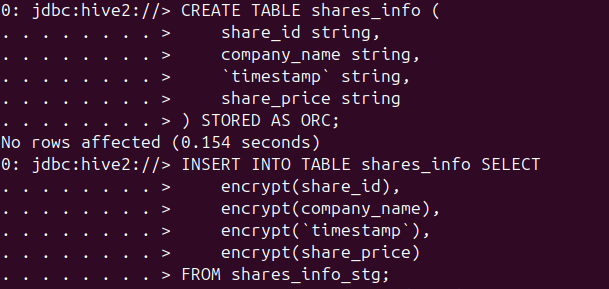 0: jdbc:hive2://> CREATE TABLE shares_info (
. . . . . . . . >     share_id string,
. . . . . . . . >     company_name string,
. . . . . . . . >     `timestamp` string,
. . . . . . . . >     share_price string
. . . . . . . . > ) STORED AS ORC;
No rows affected (0.154 seconds)
0: jdbc:hive2://> INSERT INTO TABLE shares_info SELECT
. . . . . . . . >     encrypt(share_id),
. . . . . . . . >     encrypt(company_name),
. . . . . . . . >     encrypt(`timestamp`),
. . . . . . . . >     encrypt(share_price)
. . . . . . . . > FROM shares_info_stg;